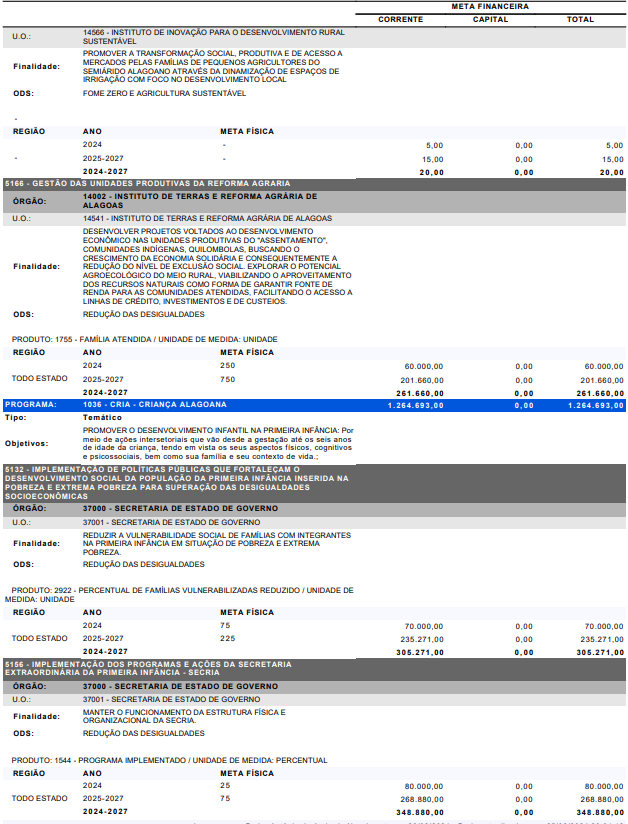 META FINANCEIRA
CORRENTE CAPITAL TOTAL
U.O.: 14566 - INSTITUTO DE INOVAÇÃO PARA O DESENVOLVIMENTO RURAL
SUSTENTÁVEL
Finalidade: PROMOVER A TRANSFORMAÇÃO SOCIAL, PRODUTIVA E DE ACESSO A
MERCADOS PELAS FAMÍLIAS DE PEQUENOS AGRICULTORES DO
SEMIÁRIDO ALAGOANO ATRAVÉS DA DINAMIZAÇÃO DE ESPAÇOS DE
IRRIGAÇÃO COM FOCO NO DESENVOLVIMENTO LOCAL
ODS: FOME ZERO E AGRICULTURA SUSTENTÁVEL
-
REGIÃO ANO META FÍSICA
2024 - 5,00 0,00 5,00
- 2025-2027 - 15,00 0,00 15,00
2024-2027 20,00 0,00 20,00
5166 - GESTÃO DAS UNIDADES PRODUTIVAS DA REFORMA AGRARIA
ÓRGÃO: 14002 - INSTITUTO DE TERRAS E REFORMA AGRÁRIA DE
ALAGOAS
U.O.: 14541 - INSTITUTO DE TERRAS E REFORMA AGRÁRIA DE ALAGOAS
Finalidade: DESENVOLVER PROJETOS VOLTADOS AO DESENVOLVIMENTO
ECONÔMICO NAS UNIDADES PRODUTIVAS DO "ASSENTAMENTO",
COMUNIDADES INDÍGENAS, QUILOMBOLAS, BUSCANDO O
CRESCIMENTO DA ECONOMIA SOLIDÁRIA E CONSEQUENTEMENTE A
REDUÇÃO DO NÍVEL DE EXCLUSÃO SOCIAL. EXPLORAR O POTENCIAL
AGROECOLÓGICO DO MEIO RURAL, VIABILIZANDO O APROVEITAMENTO
DOS RECURSOS NATURAIS COMO FORMA DE GARANTIR FONTE DE
RENDA PARA AS COMUNIDADES ATENDIDAS, FACILITANDO O ACESSO A
LINHAS DE CRÉDITO, INVESTIMENTOS E DE CUSTEIOS.
ODS: REDUÇÃO DAS DESIGUALDADES
PRODUTO: 1755 - FAMÍLIA ATENDIDA / UNIDADE DE MEDIDA: UNIDADE
REGIÃO ANO META FÍSICA
2024 250 60.000,00 0,00 60.000,00
TODO ESTADO 2025-2027 750 201.660,00 0,00 201.660,00
2024-2027 261.660,00 0,00 261.660,00
PROGRAMA: 1036 - CRIA - CRIANÇA ALAGOANA 1.264.693,00 0,00 1.264.693,00
Tipo: Temático
Objetivos: PROMOVER O DESENVOLVIMENTO INFANTIL NA PRIMEIRA INFÂNCIA: Por
meio de ações intersetoriais que vão desde a gestação até os seis anos
de idade da criança, tendo em vista os seus aspectos físicos, cognitivos
e psicossociais, bem como sua família e seu contexto de vida.;
5132 - IMPLEMENTAÇÃO DE POLÍTICAS PÚBLICAS QUE FORTALEÇAM O
DESENVOLVIMENTO SOCIAL DA POPULAÇÃO DA PRIMEIRA INFÂNCIA INSERIDA NA
POBREZA E EXTREMA POBREZA PARA SUPERAÇÃO DAS DESIGUALDADES
SOCIOECONÔMICAS
ÓRGÃO: 37000 - SECRETARIA DE ESTADO DE GOVERNO
U.O.: 37001 - SECRETARIA DE ESTADO DE GOVERNO
Finalidade: REDUZIR A VULNERABILIDADE SOCIAL DE FAMÍLIAS COM INTEGRANTES
NA PRIMEIRA INFÂNCIA EM SITUAÇÃO DE POBREZA E EXTREMA
POBREZA.
ODS: REDUÇÃO DAS DESIGUALDADES
PRODUTO: 2922 - PERCENTUAL DE FAMÍLIAS VULNERABILIZADAS REDUZIDO / UNIDADE DE
MEDIDA: UNIDADE
REGIÃO ANO META FÍSICA
2024 75 70.000,00 0,00 70.000,00
TODO ESTADO 2025-2027 225 235.271,00 0,00 235.271,00
2024-2027 305.271,00 0,00 305.271,00
5156 - IMPLEMENTAÇÃO DOS PROGRAMAS E AÇÕES DA SECRETARIA
EXTRAORDINÁRIA DA PRIMEIRA INFÂNCIA - SECRIA
ÓRGÃO: 37000 - SECRETARIA DE ESTADO DE GOVERNO
U.O.: 37001 - SECRETARIA DE ESTADO DE GOVERNO
Finalidade: MANTER O FUNCIONAMENTO DA ESTRUTURA FÍSICA E
ORGANIZACIONAL DA SECRIA.
ODS: REDUÇÃO DAS DESIGUALDADES
PRODUTO: 1544 - PROGRAMA IMPLEMENTADO / UNIDADE DE MEDIDA: PERCENTUAL
REGIÃO ANO META FÍSICA
2024 25 80.000,00 0,00 80.000,00
TODO ESTADO 2025-2027 75 268.880,00 0,00 268.880,00
2024-2027 348.880,00 0,00 348.880,00